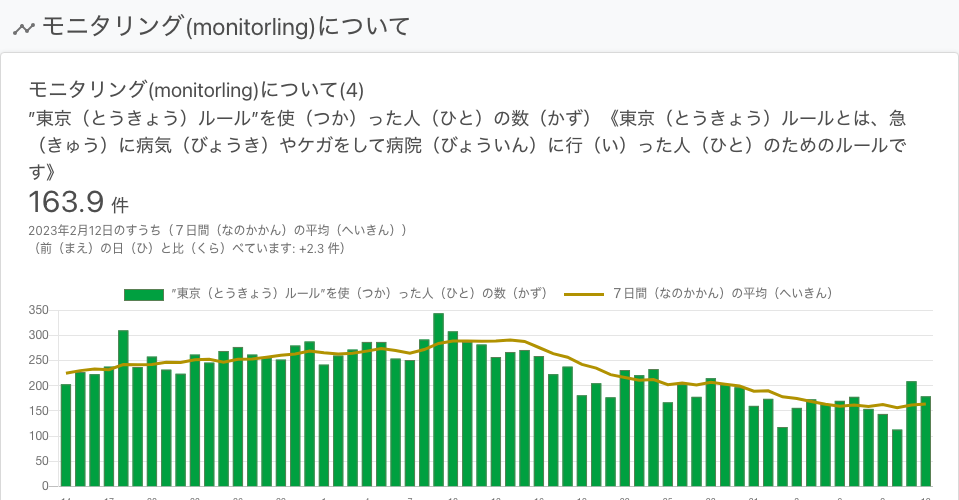 モニタリング(monitorling)について
モニタリング(monitorling)について(4)
”東京（とうきょう）ルール”を使（つか）った人（ひと）の数（かず）《東京（とうきょう）ルールとは、急
（きゅう）に病気（びょうき）やケガをして病院（びょういん）に行（い）った人（ひと）のためのルールで
す》
163.9 件
2023年2月12日のすうち（７日間（なのかかん）の平均（へいきん））
（前（まえ）の日（ひ）と比（くら）べています: +2.3 件）
”東京（とうきょう）ルール”を使（つか）った人（ひと）の数（かず） ７日間（なのかかん）の平均（へいきん）
350
300
250
200
150
100
50
0